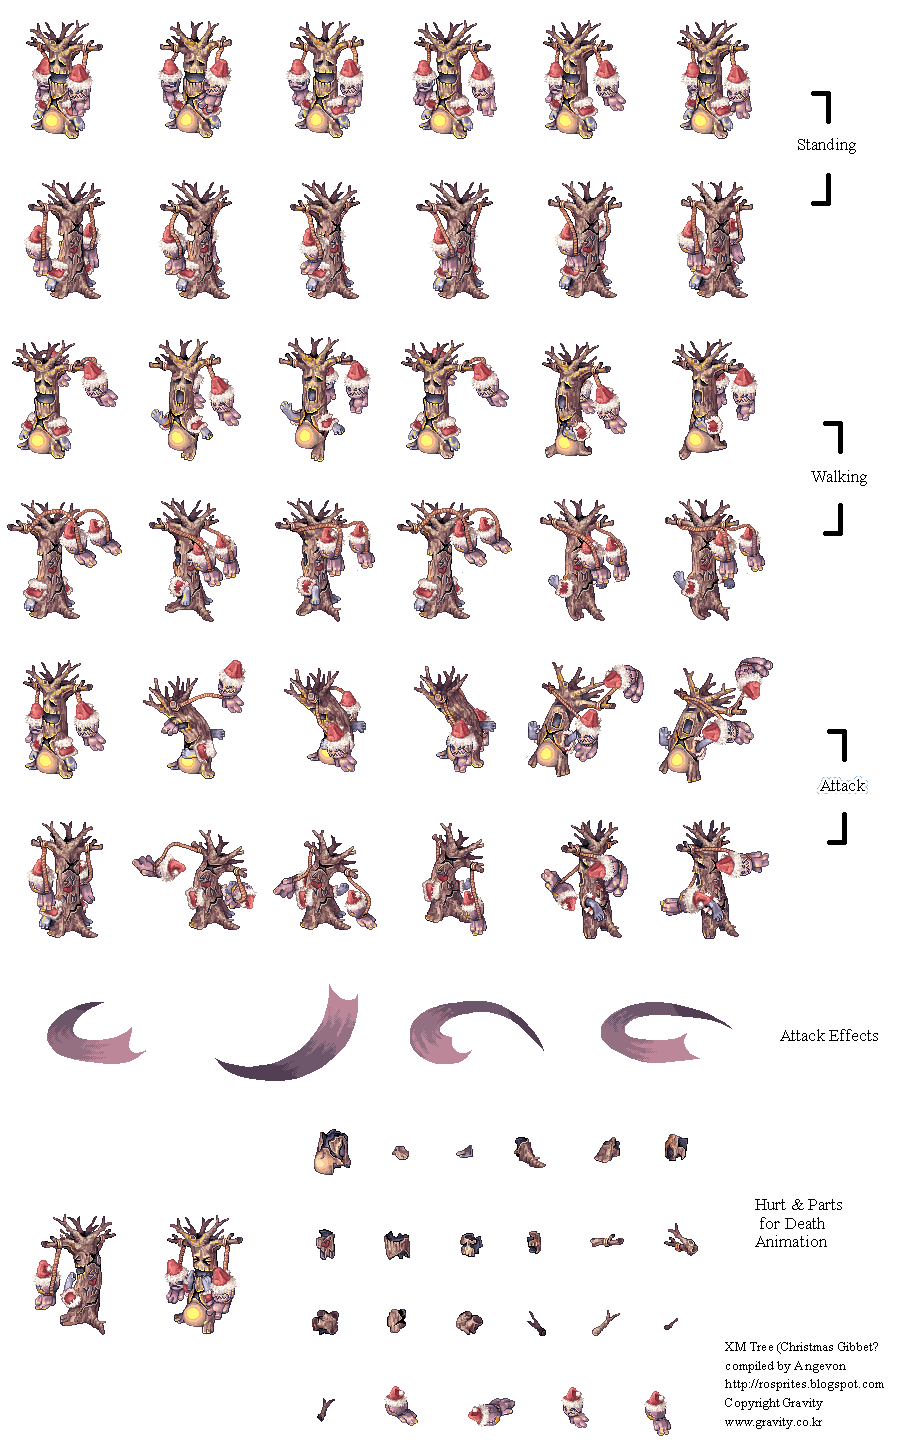 Standing
Walking
Attack
Attack Effects
Hurt & Parts
for Death
Animation
XM Tree (Christmas Gibbet?
compiled by Angevon
http://rosprites.blogspot.com
Copyright Gravity
www.gravity.co.kr